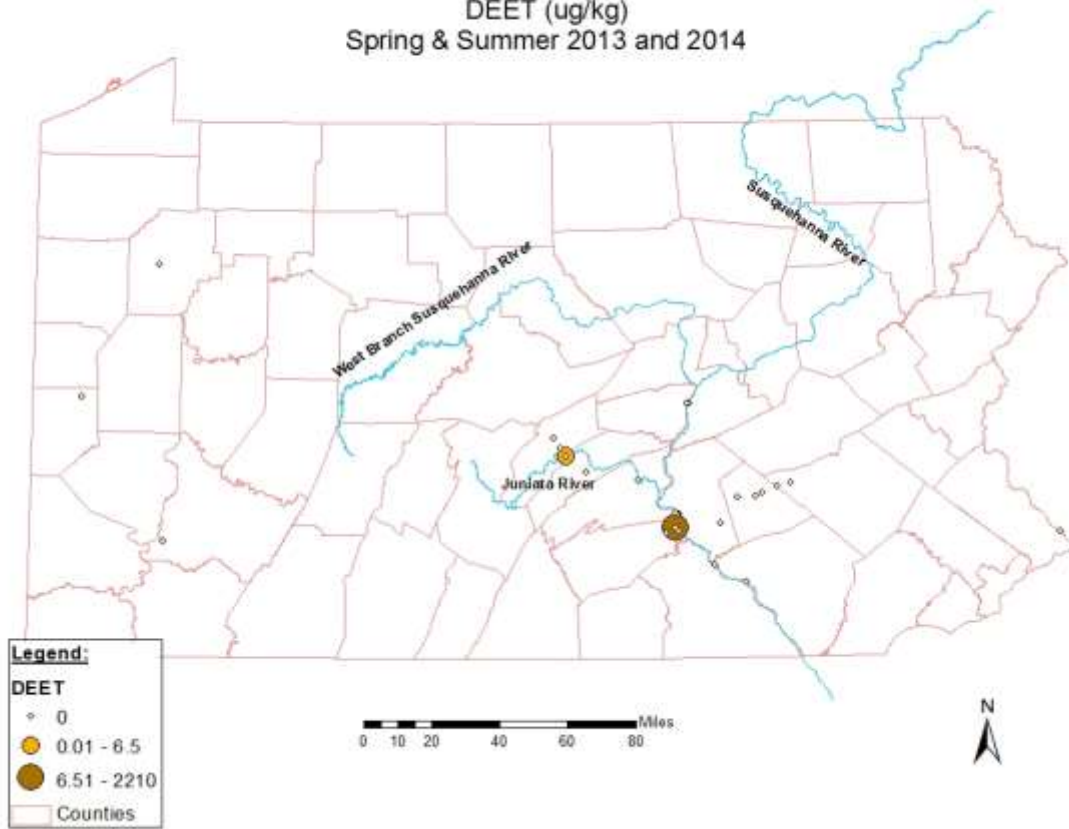 DEET (ug/kg)
Spring & Summer 2013 and 2014
Susquehanna River
West Branch Susquehanna River
Juniata River
Legend:
DEET
0
0.01 - 6.5
6.51 - 2210
Counties
Miles
0 10 20 40 60 80
N